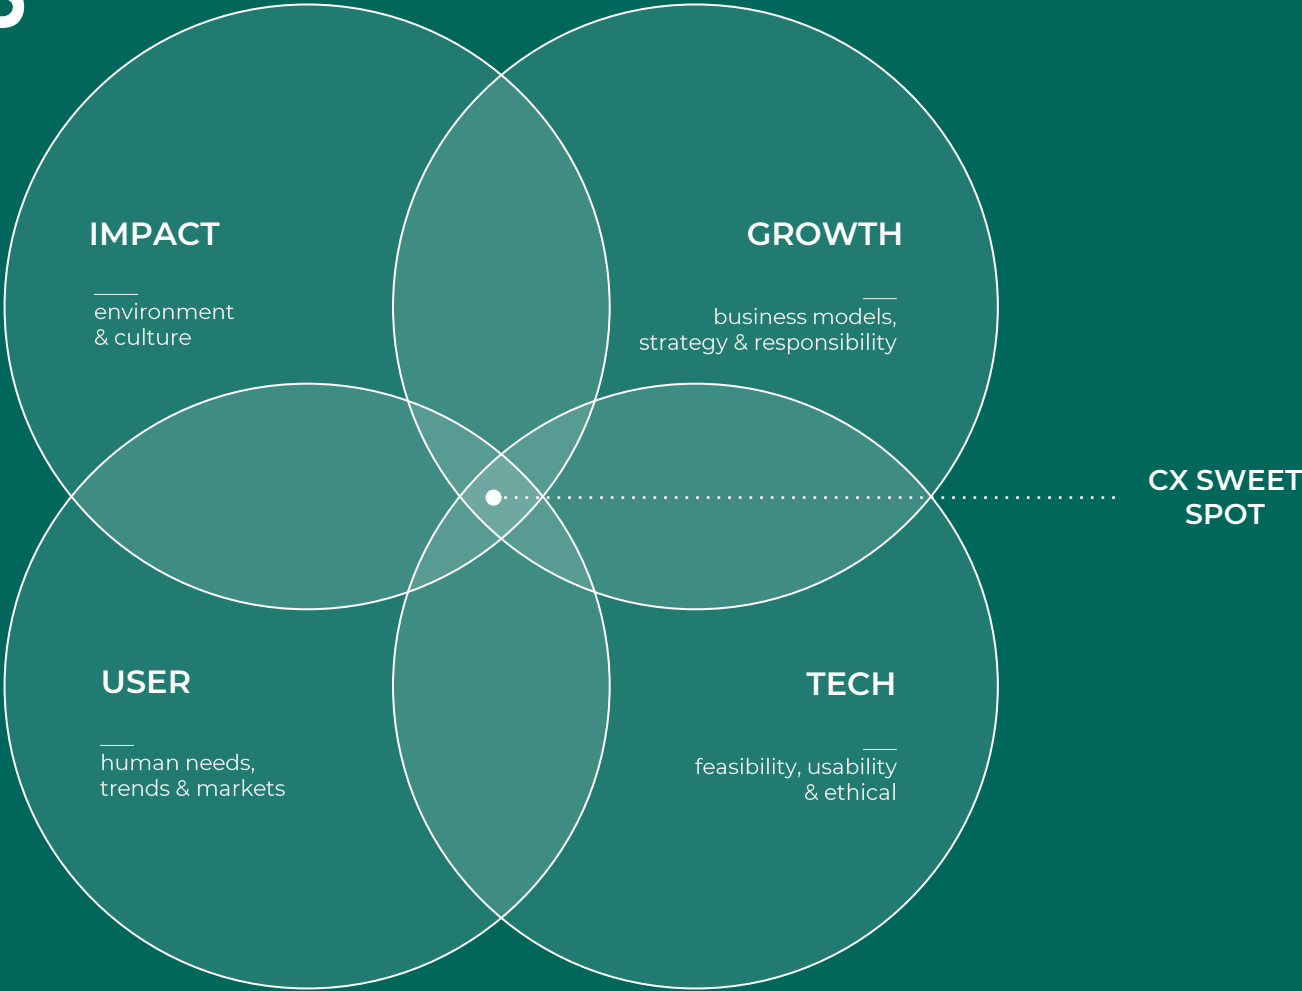 IMPACT
environment
& culture
GROWTH
business models,
strategy & responsibility
CX SWEET
SPOT
USER
human needs,
trends & markets
TECH
feasibility, usability
& ethical